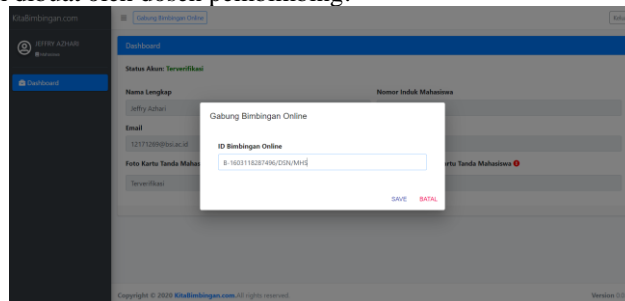 dibuat oleh dosen pembimbing?
KitaBimbingan.com
Gabung Bimbingan Online
JEFFRY AZHARI
Dashboard
Dashboard
Status Akun: Terverifikasi
Nama Lengkap
Nomor Induk Mahasiswa
Jeffry Azhari
Gabung Bimbingan Online
Email
12171289@bsi.ac.id
ID Bimbingan Online
B-1603118287496/DSN/MHS
Foto Kartu Tanda Mahas
rtu Tanda Mahasiswa
Terverifikasi
SAVE BATAL
Copyright © 2020 KitaBimbingan.com All rights reserved.
Version